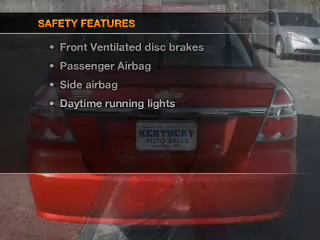 SAFETY FEATURES
• Front Ventilated disc brakes
• Passenger Airbag
• Side airbag
• Daytime running lights
KENTUCKY
AUTO SALES